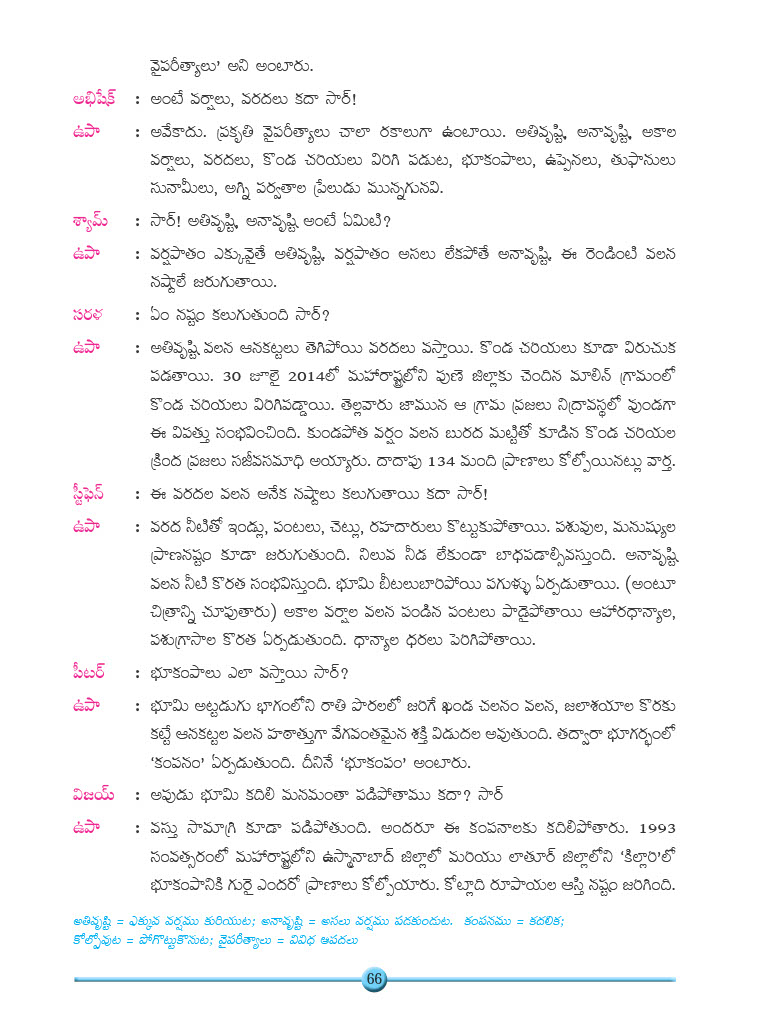 వైపరీత్యాలు' అని అంటారు.
అభిషేక్ : అంటే వర్షాలు, వరదలు కదా సార్!
ఉపా : అవేకాదు. ప్రకృతి వైపరీత్యాలు చాలా రకాలుగా ఉంటాయి. అతివృష్టి, అనావృష్టి, అకాల
వర్షాలు, వరదలు, కొండ చరియలు విరిగి పడుట, భూకంపాలు, ఉప్పెనలు, తుఫానులు
సునామీలు, అగ్ని పర్వతాల ప్రేలుడు మున్నగునవి.
శ్యామ్ : సార్! అతివృష్టి, అనావృష్టి అంటే ఏమిటి?
ఉపా : వర్షపాతం ఎక్కువైతే అతివృష్టి. వర్షపాతం అసలు లేకపోతే అనావృష్టి. ఈ రెండింటి వలన
నష్టాలే జరుగుతాయి.
సరళ : ఏం నష్టం కలుగుతుంది సార్?
ఉపా : అతివృష్టి వలన ఆనకట్టలు తెగిపోయి వరదలు వస్తాయి. కొండ చరియలు కూడా విరుచుక
పడతాయి. 30 జూలై 2014లో మహారాష్ట్రలోని పుణె జిల్లాకు చెందిన మాలిన్ గ్రామంలో
కొండ చరియలు విరిగిపడ్డాయి. తెల్లవారు జామున ఆ గ్రామ ప్రజలు నిద్రావస్థలో వుండగా
ఈ విపత్తు సంభవించింది. కుండపోత వర్షం వలన బురద మట్టితో కూడిన కొండ చరియల
క్రింద ప్రజలు సజీవసమాధి అయ్యారు. దాదాపు 134 మంది ప్రాణాలు కోల్పోయినట్లు వార్త.
స్టీఫెన్ : ఈ వరదల వలన అనేక నష్టాలు కలుగుతాయి కదా సార్!
ఉపా : వరద నీటితో ఇండ్లు, పంటలు, చెట్లు, రహదారులు కొట్టుకుపోతాయి. పశువుల, మనుష్యుల
ప్రాణనష్టం కూడా జరుగుతుంది. నిలువ నీడ లేకుండా బాధపడాల్సివస్తుంది. అనావృష్టి
వలన నీటి కొరత సంభవిస్తుంది. భూమి బీటలుబారిపోయి పగుళ్ళు ఏర్పడుతాయి. (అంటూ
చిత్రాన్ని చూపుతారు) అకాల వర్షాల వలన పండిన పంటలు పాడైపోతాయి ఆహారధాన్యాల,
పశుగ్రాసాల కొరత ఏర్పడుతుంది. ధాన్యాల ధరలు పెరిగిపోతాయి.
పీటర్ : భూకంపాలు ఎలా వస్తాయి సార్?
ఉపా : భూమి అట్టడుగు భాగంలోని రాతి పొరలలో జరిగే ఖండ చలనం వలన, జలాశయాల కొరకు
కట్టే ఆనకట్టల వలన హఠాత్తుగా వేగవంతమైన శక్తి విడుదల అవుతుంది. తద్వారా భూగర్భంలో
'కంపనం' ఏర్పడుతుంది. దీనినే 'భూకంపం' అంటారు.
విజయ్ : అపుడు భూమి కదిలి మనమంతా పడిపోతాము కదా? సార్
ఉపా : వస్తు సామాగ్రి కూడా పడిపోతుంది. అందరూ ఈ కంపనాలకు కదిలిపోతారు. 1993
సంవత్సరంలో మహారాష్ట్రలోని ఉస్మానాబాద్ జిల్లాలో మరియు లాతూర్ జిల్లాలోని 'కిల్లారి'లో
భూకంపానికి గురై ఎందరో ప్రాణాలు కోల్పోయారు. కోట్లాది రూపాయల ఆస్తి నష్టం జరిగింది.
అతివృష్టి = ఎక్కువ వర్షము కురియుట; అనావృష్టి = అసలు వర్షము పడకుండుట. కంపనము = కదలిక;
కోల్పోవుట = పోగొట్టుకొనుట; వైపరీత్యాలు = వివిధ ఆపదలు
66